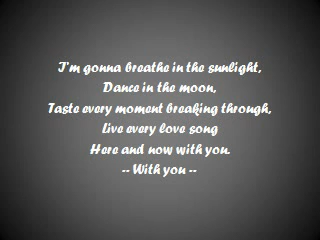 I'm gonna breathe in the sunlight,
Dance in the moon,
Taste every moment breaking through,
Live every love song
Here and now with you.
-- With you --